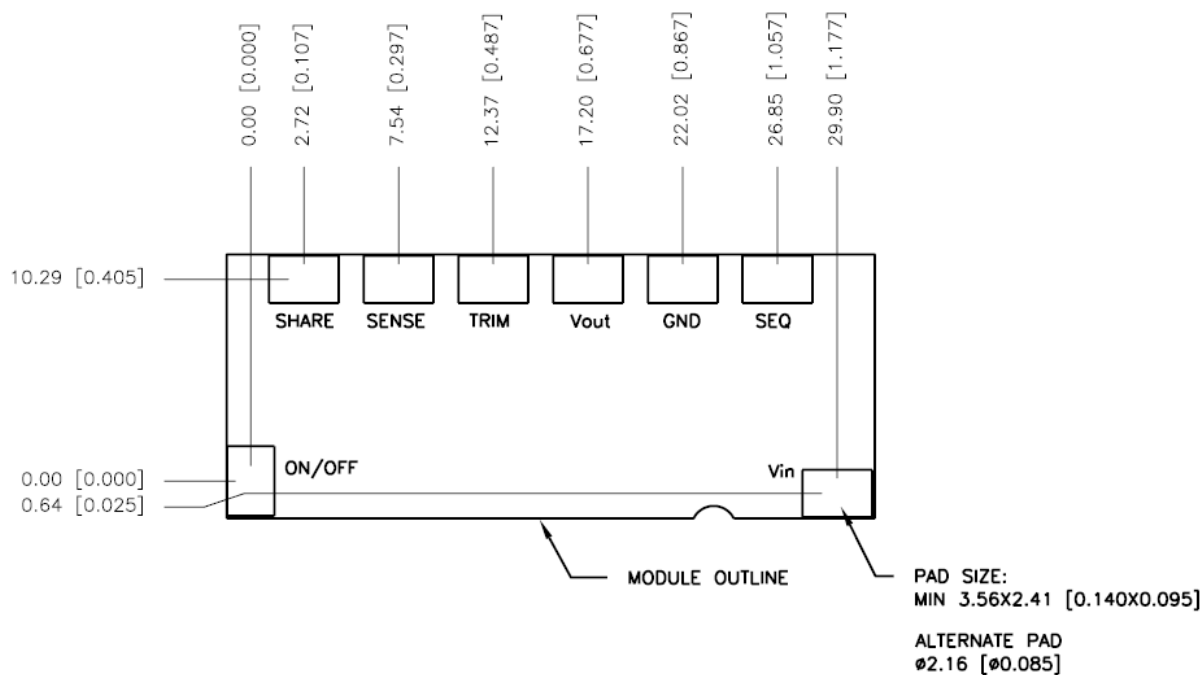 0.00 [0.000]
2.72 [0.107]
7.54 [0.297]
12.37 [0.487]
17.20 [0.677]
22.02 [0.867]
26.85 [1.057]
29.90 [1.177]
10.29 [0.405]
SHARE
SENSE
TRIM
Vout
GND
SEQ
ON/OFF
Vin
0.00 [0.000]
0.64 [0.025]
MODULE OUTLINE
PAD SIZE:
MIN 3.56X2.41 [0.140X0.095]
ALTERNATE PAD
ø2.16 [ø0.085]